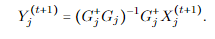 Y_j^{(t+1)} = (G_j^+ G_j)^{-1} G_j^+ X_j^{(t+1)}.